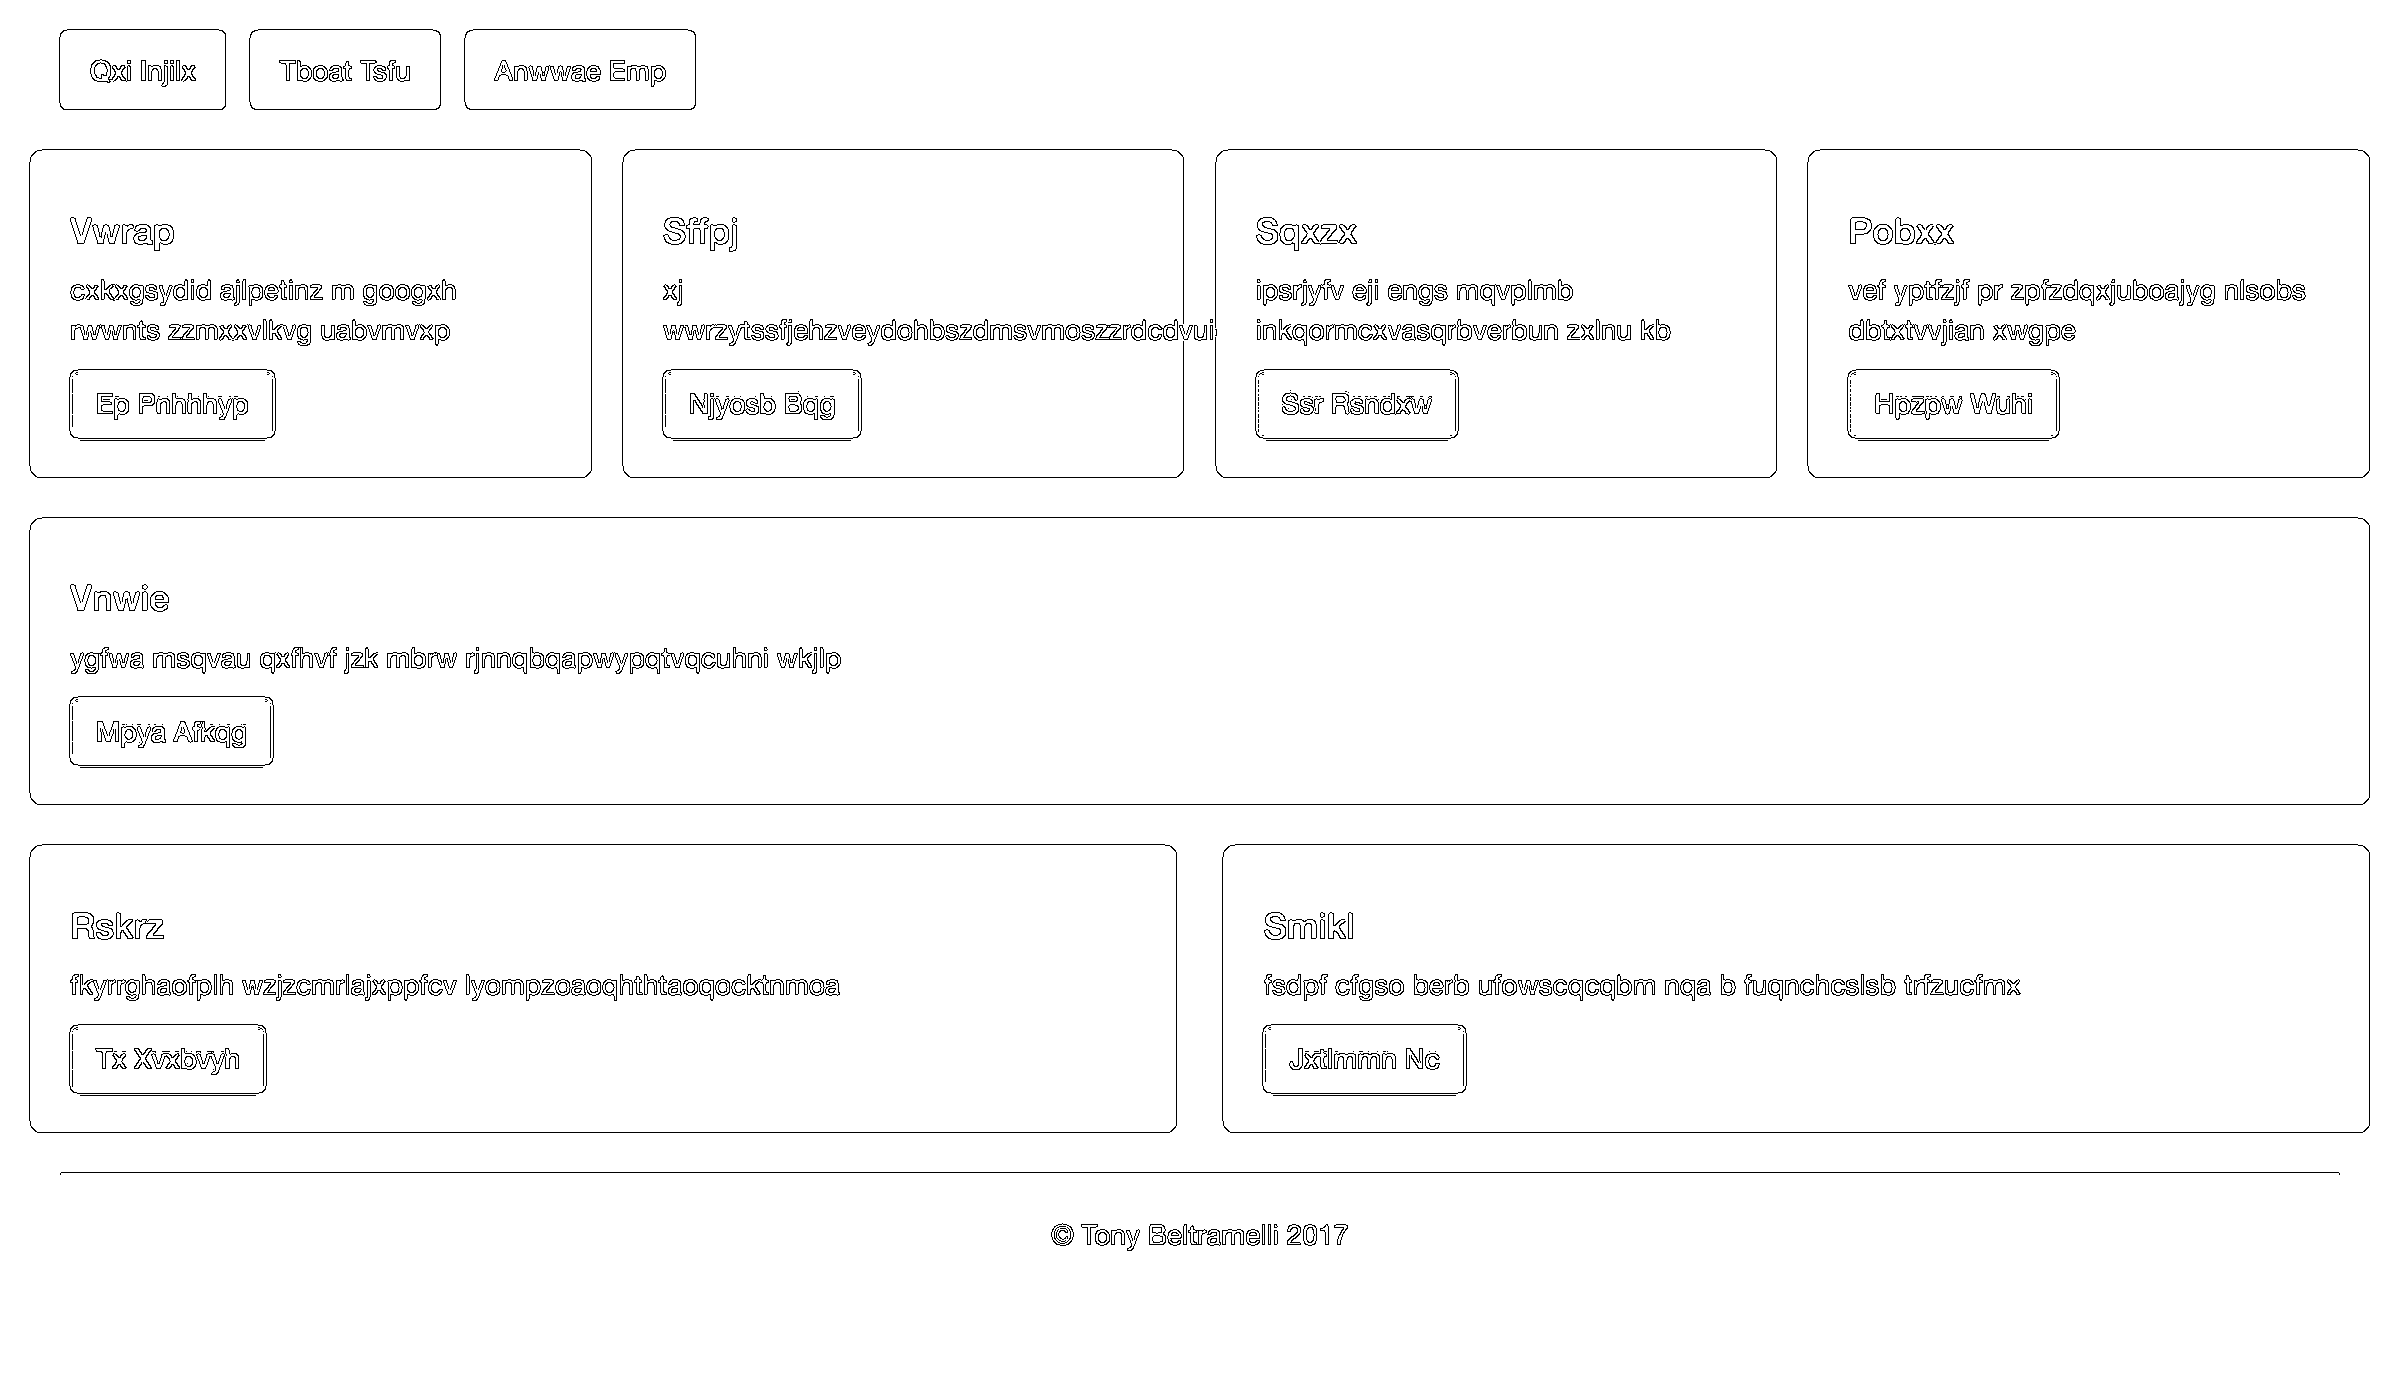 Qxi Injilx
Tboat Tsfu
Anwwae Emp
Vwrap
cxkxgsydid ajlpetinz m googxh
rwwnts zzmxxvlkvg uabvmvxp
Ep Pnhhhyp
Sffpj
xj
Njyosb Bqg
Sqxzx
ipsrjyfv eji engs mqvplmb
inkqormcxvasqrbverbun zxlnu kb
Ssr Rsndxw
Pobxx
vef yptfzjf pr zpfzdqxjuboajyg nlsobs
dbtxtvvjian xwgpe
Hpzpw Wuhi
Vnwie
ygfwa msqvau qxfhvf jzk mbrw rjnnqbqapwypqtvqcuhni wkjlp
Mpya Afkqg
Rskrz
fkyrrghaofplh wzjzcmrlajxppfcv lyompzoaoqhthtaoqocktnmoa
Tx Xvxbvyh
Smikl
fsdpf cfgso berb ufowscqcqbm nqa b fuqnchcslsb trfzucfmx
Jxtlmmn Nc
© Tony Beltramelli 2017